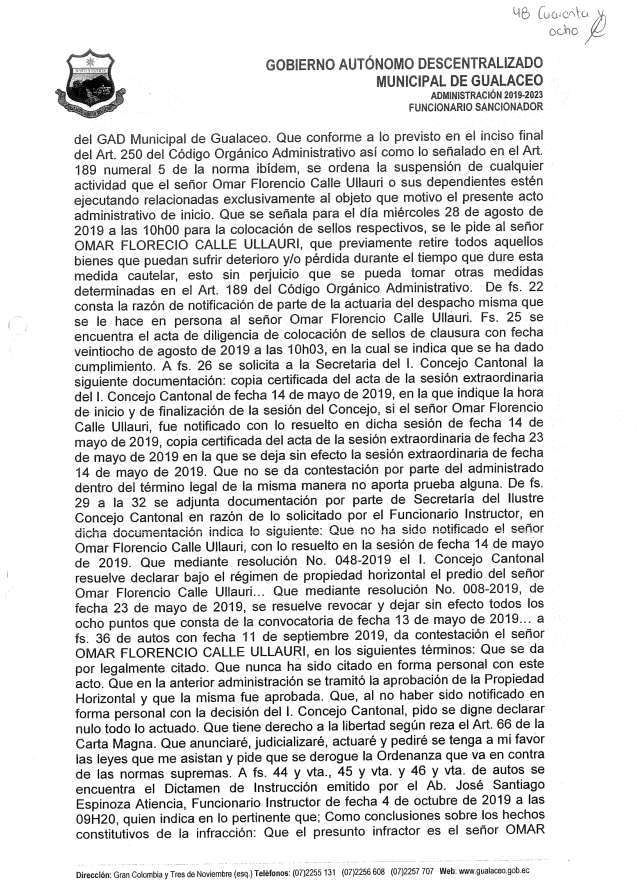 48 Cuarenta y
ocho
GOBIERNO AUTÓNOMO DESCENTRALIZADO
MUNICIPAL DE GUALACEO
ADMINISTRACIÓN 2019-2023
FUNCIONARIO SANCIONADOR
del GAD Municipal de Gualaceo. Que conforme a lo previsto en el inciso final
del Art. 250 del Código Orgánico Administrativo así como lo señalado en el Art.
189 numeral 5 de la norma ibídem, se ordena la suspensión de cualquier
actividad que el señor Omar Florencio Calle Ullauri o sus dependientes estén
ejecutando relacionadas exclusivamente al objeto que motivo el presente acto
administrativo de inicio. Que se señala para el día miércoles 28 de agosto de
2019 a las 10h00 para la colocación de sellos respectivos, se le pide al señor
OMAR FLORECIO CALLE ULLAURI, que previamente retire todos aquellos
bienes que puedan sufrir deterioro y/o pérdida durante el tiempo que dure esta
medida cautelar, esto sin perjuicio que se pueda tomar otras medidas
determinadas en el Art. 189 del Código Orgánico Administrativo. De fs. 22
consta la razón de notificación de parte de la actuaria del despacho misma que
se le hace en persona al señor Omar Florencio Calle Ullauri. Fs. 25 se
encuentra el acta de diligencia de colocación de sellos de clausura con fecha
veintiocho de agosto de 2019 a las 10h03, en la cual se indica que se ha dado
cumplimiento. A fs. 26 se solicita a la Secretaria del I. Concejo Cantonal la
siguiente documentación: copia certificada del acta de la sesión extraordinaria
del I. Concejo Cantonal de fecha 14 de mayo de 2019, en la que indique la hora
de inicio y de finalización de la sesión del Concejo, si el señor Omar Florencio
Calle Ullauri, fue notificado con lo resuelto en dicha sesión de fecha 14 de
mayo de 2019, copia certificada del acta de la sesión extraordinaria de fecha 23
de mayo de 2019 en la que se deja sin efecto la sesión extraordinaria de fecha
14 de mayo de 2019. Que no se da contestación por parte del administrado
dentro del término legal de la misma manera no aporta prueba alguna. De fs.
29 a la 32 se adjunta documentación por parte de Secretaría del Ilustre
Concejo Cantonal en razón de lo solicitado por el Funcionario Instructor, en
dicha documentación indica lo siguiente: Que no ha sido notificado el señor
Omar Florencio Calle Ullauri, con lo resuelto en la sesión de fecha 14 de mayo
de 2019. Que mediante resolución No. 048-2019 el I. Concejo Cantonal
resuelve declarar bajo el régimen de propiedad horizontal el predio del señor
Omar Florencio Calle Ullauri... Que mediante resolución No. 008-2019, de
fecha 23 de mayo de 2019, se resuelve revocar y dejar sin efecto todos los
ocho puntos que consta de la convocatoria de fecha 13 de mayo de 2019... a
fs. 36 de autos con fecha 11 de septiembre 2019, da contestación el señor
OMAR FLORENCIO CALLE ULLAURI, en los siguientes términos: Que se da
por legalmente citado. Que nunca ha sido citado en forma personal con este
acto. Que en la anterior administración se tramitó la aprobación de la Propiedad
Horizontal y que la misma fue aprobada. Que, al no haber sido notificado en
forma personal con la decisión del I. Concejo Cantonal, pido se digne declarar
nulo todo lo actuado. Que tiene derecho a la libertad según reza el Art. 66 de la
Carta Magna. Que anunciaré, judicializaré, actuaré y pediré se tenga a mi favor
las leyes que me asistan y pide que se derogue la Ordenanza que va en contra
de las normas supremas. A fs. 44 y vta., 45 y vta. y 46 y vta. de autos se
encuentra el Dictamen de Instrucción emitido por el Ab. José Santiago
Espinoza Atiencia, Funcionario Instructor de fecha 4 de octubre de 2019 a las
09H20, quien indica en lo pertinente que; Como conclusiones sobre los hechos
constitutivos de la infracción: Que el presunto infractor es el señor OMAR
Dirección: Gran Colombia y Tres de Noviembre (esq.) Teléfonos: (07)2255 131 (07)2256 608 (07)2257 707 Web: www.gualaceo.gob.ec